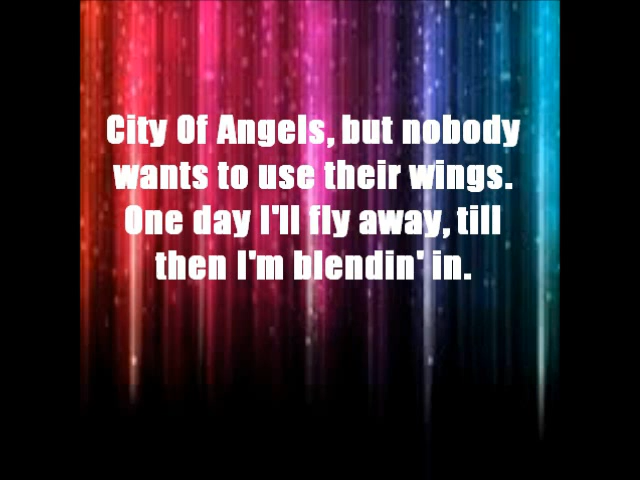 City Of Angels, but nobody
wants to use their wings.
One day I'll fly away, till
then I'm blendin' in.